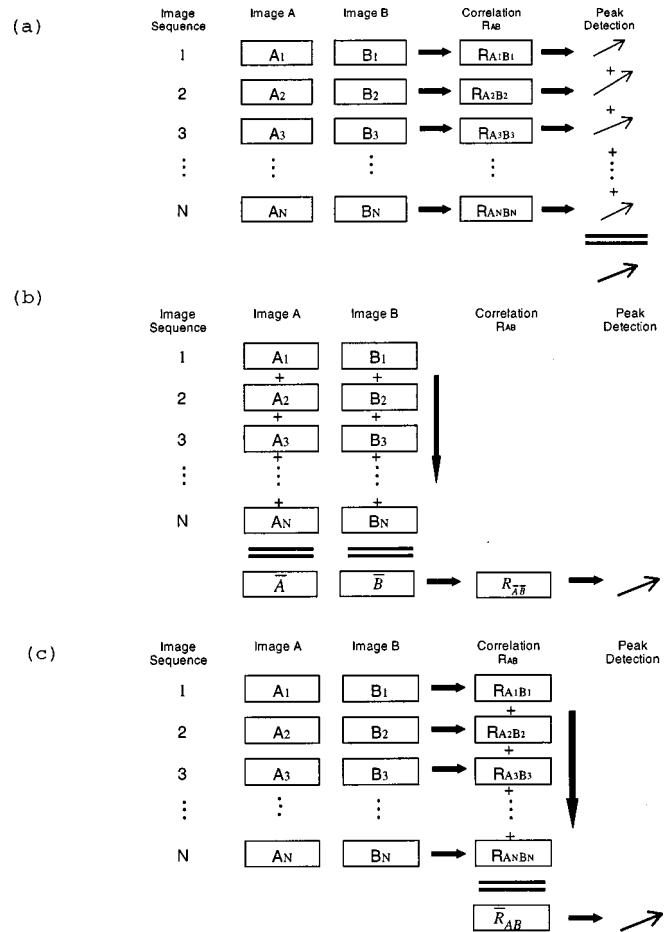 (a)
Image Sequence Image A Image B Correlation RAB Peak Detection
1 A1 B1 RA1B1
+
2 A2 B2 RA2B2
+
3 A3 B3 RA3B3
+
⋮ ⋮ ⋮ ⋮ ⋮
+
N AN BN RANBN
(b)
Image Sequence Image A Image B Correlation RAB Peak Detection
1 A1 B1
+ +
2 A2 B2
+ +
3 A3 B3
+ +
⋮ ⋮ ⋮
+ +
N AN BN
A̅ B̅ RA̅B̅
(c)
Image Sequence Image A Image B Correlation RAB Peak Detection
1 A1 B1 RA1B1
+
2 A2 B2 RA2B2
+
3 A3 B3 RA3B3
+
⋮ ⋮ ⋮ ⋮
+
N AN BN RANBN
R̅AB